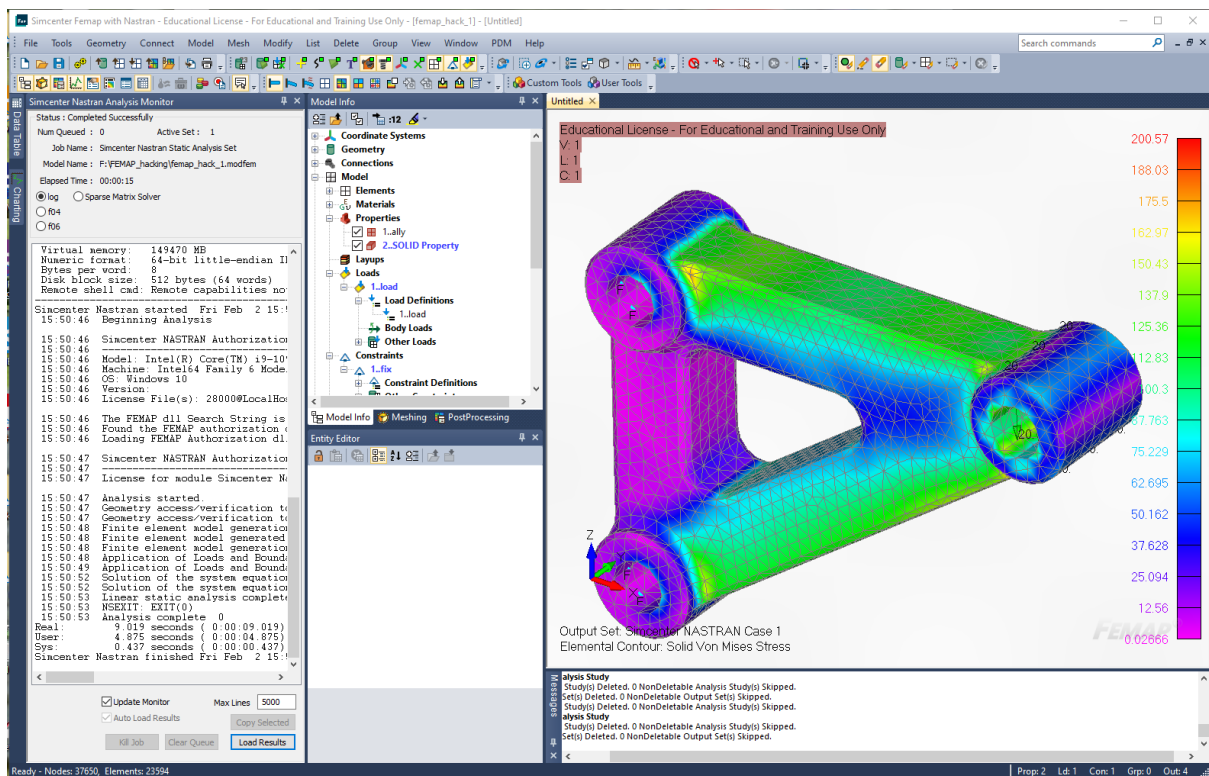 Simcenter Femap with Nastran - Educational License - For Educational and Training Use Only - [femap_hack_1] - [Untitled]
File Tools Geometry Connect Model Mesh Modify List Delete Group View Window PDM Help
Search commands
Custom Tools User Tools
Data Table
Charting
Simcenter Nastran Analysis Monitor
Status : Completed Successfully
Num Queued : 0 Active Set : 1
Job Name : Simcenter Nastran Static Analysis Set
Model Name : F:\FEMAP_hacking\femap_hack_1.modfem
Elapsed Time : 00:00:15
log Sparse Matrix Solver
f04
f06
Virtual memory: 149470 MB
Numeric format: 64-bit little-endian
Bytes per word: 8
Disk block size: 512 bytes (64 words)
Remote shell cmd: Remote capabilities
Simcenter Nastran started Fri Feb 2
15:50:46 Beginning Analysis
15:50:46 Simcenter NASTRAN Authorization
15:50:46
15:50:46 Model: Intel(R) Core(TM)
15:50:46 Machine: Intel64 Family 6
15:50:46 OS: Windows 10
15:50:46 Version:
15:50:46 License File(s):
15:50:46 The FEMAP dll Search String is
15:50:46 Found the FEMAP authorization
15:50:46 Loading FEMAP Authorization
15:50:47 Simcenter NASTRAN Authorization
15:50:47
15:50:47 License for module Simcenter
15:50:47 Analysis started.
15:50:47 Geometry access/verification
15:50:47 Geometry access/verification
15:50:48 Finite element model generation
15:50:48 Finite element model generated
15:50:48 Finite element model generation
15:50:48 Application of Loads and
15:50:49 Application of Loads and
15:50:52 Solution of the system
15:50:52 Solution of the system
15:50:53 Linear static analysis
15:50:53 NSEXIT: EXIT(0)
15:50:53 Analysis complete 0
Real: 9.019 seconds ( 0:00:09.019)
User: 4.875 seconds ( 0:00:04.875)
Sys: 0.437 seconds ( 0:00:00.437)
Simcenter Nastran finished Fri Feb 2
Update Monitor Max Lines 5000
Auto Load Results Copy Selected
Kill Job Clear Queue Load Results
Model Info
:12
Coordinate Systems
Geometry
Connections
Model
Elements
Materials
Properties
1..ally
2..SOLID Property
Layups
Loads
1..load
Load Definitions
1..load
Body Loads
Other Loads
Constraints
1..fix
Constraint Definitions
Model Info Meshing PostProcessing
Entity Editor
Untitled
Educational License - For Educational and Training Use Only
V: 1
L: 1
C: 1
200.57
188.03
175.5
162.97
150.43
137.9
125.36
112.83
100.3
87.763
75.229
62.695
50.162
37.628
25.094
12.56
0.02666
F
F
20.
20.
20
20
Z
X
F
F
FEMAP
Output Set: Simcenter NASTRAN Case 1
Elemental Contour: Solid Von Mises Stress
Messages
alysis Study
Study(s) Deleted. 0 NonDeletable Analysis Study(s) Skipped.
Set(s) Deleted. 0 NonDeletable Output Set(s) Skipped.
Study(s) Deleted. 0 NonDeletable Analysis Study(s) Skipped.
alysis Study
Study(s) Deleted. 0 NonDeletable Analysis Study(s) Skipped.
Set(s) Deleted. 0 NonDeletable Output Set(s) Skipped.
Ready - Nodes: 37650, Elements: 23594
Prop: 2 Ld: 1 Con: 1 Grp: 0 Out: 4